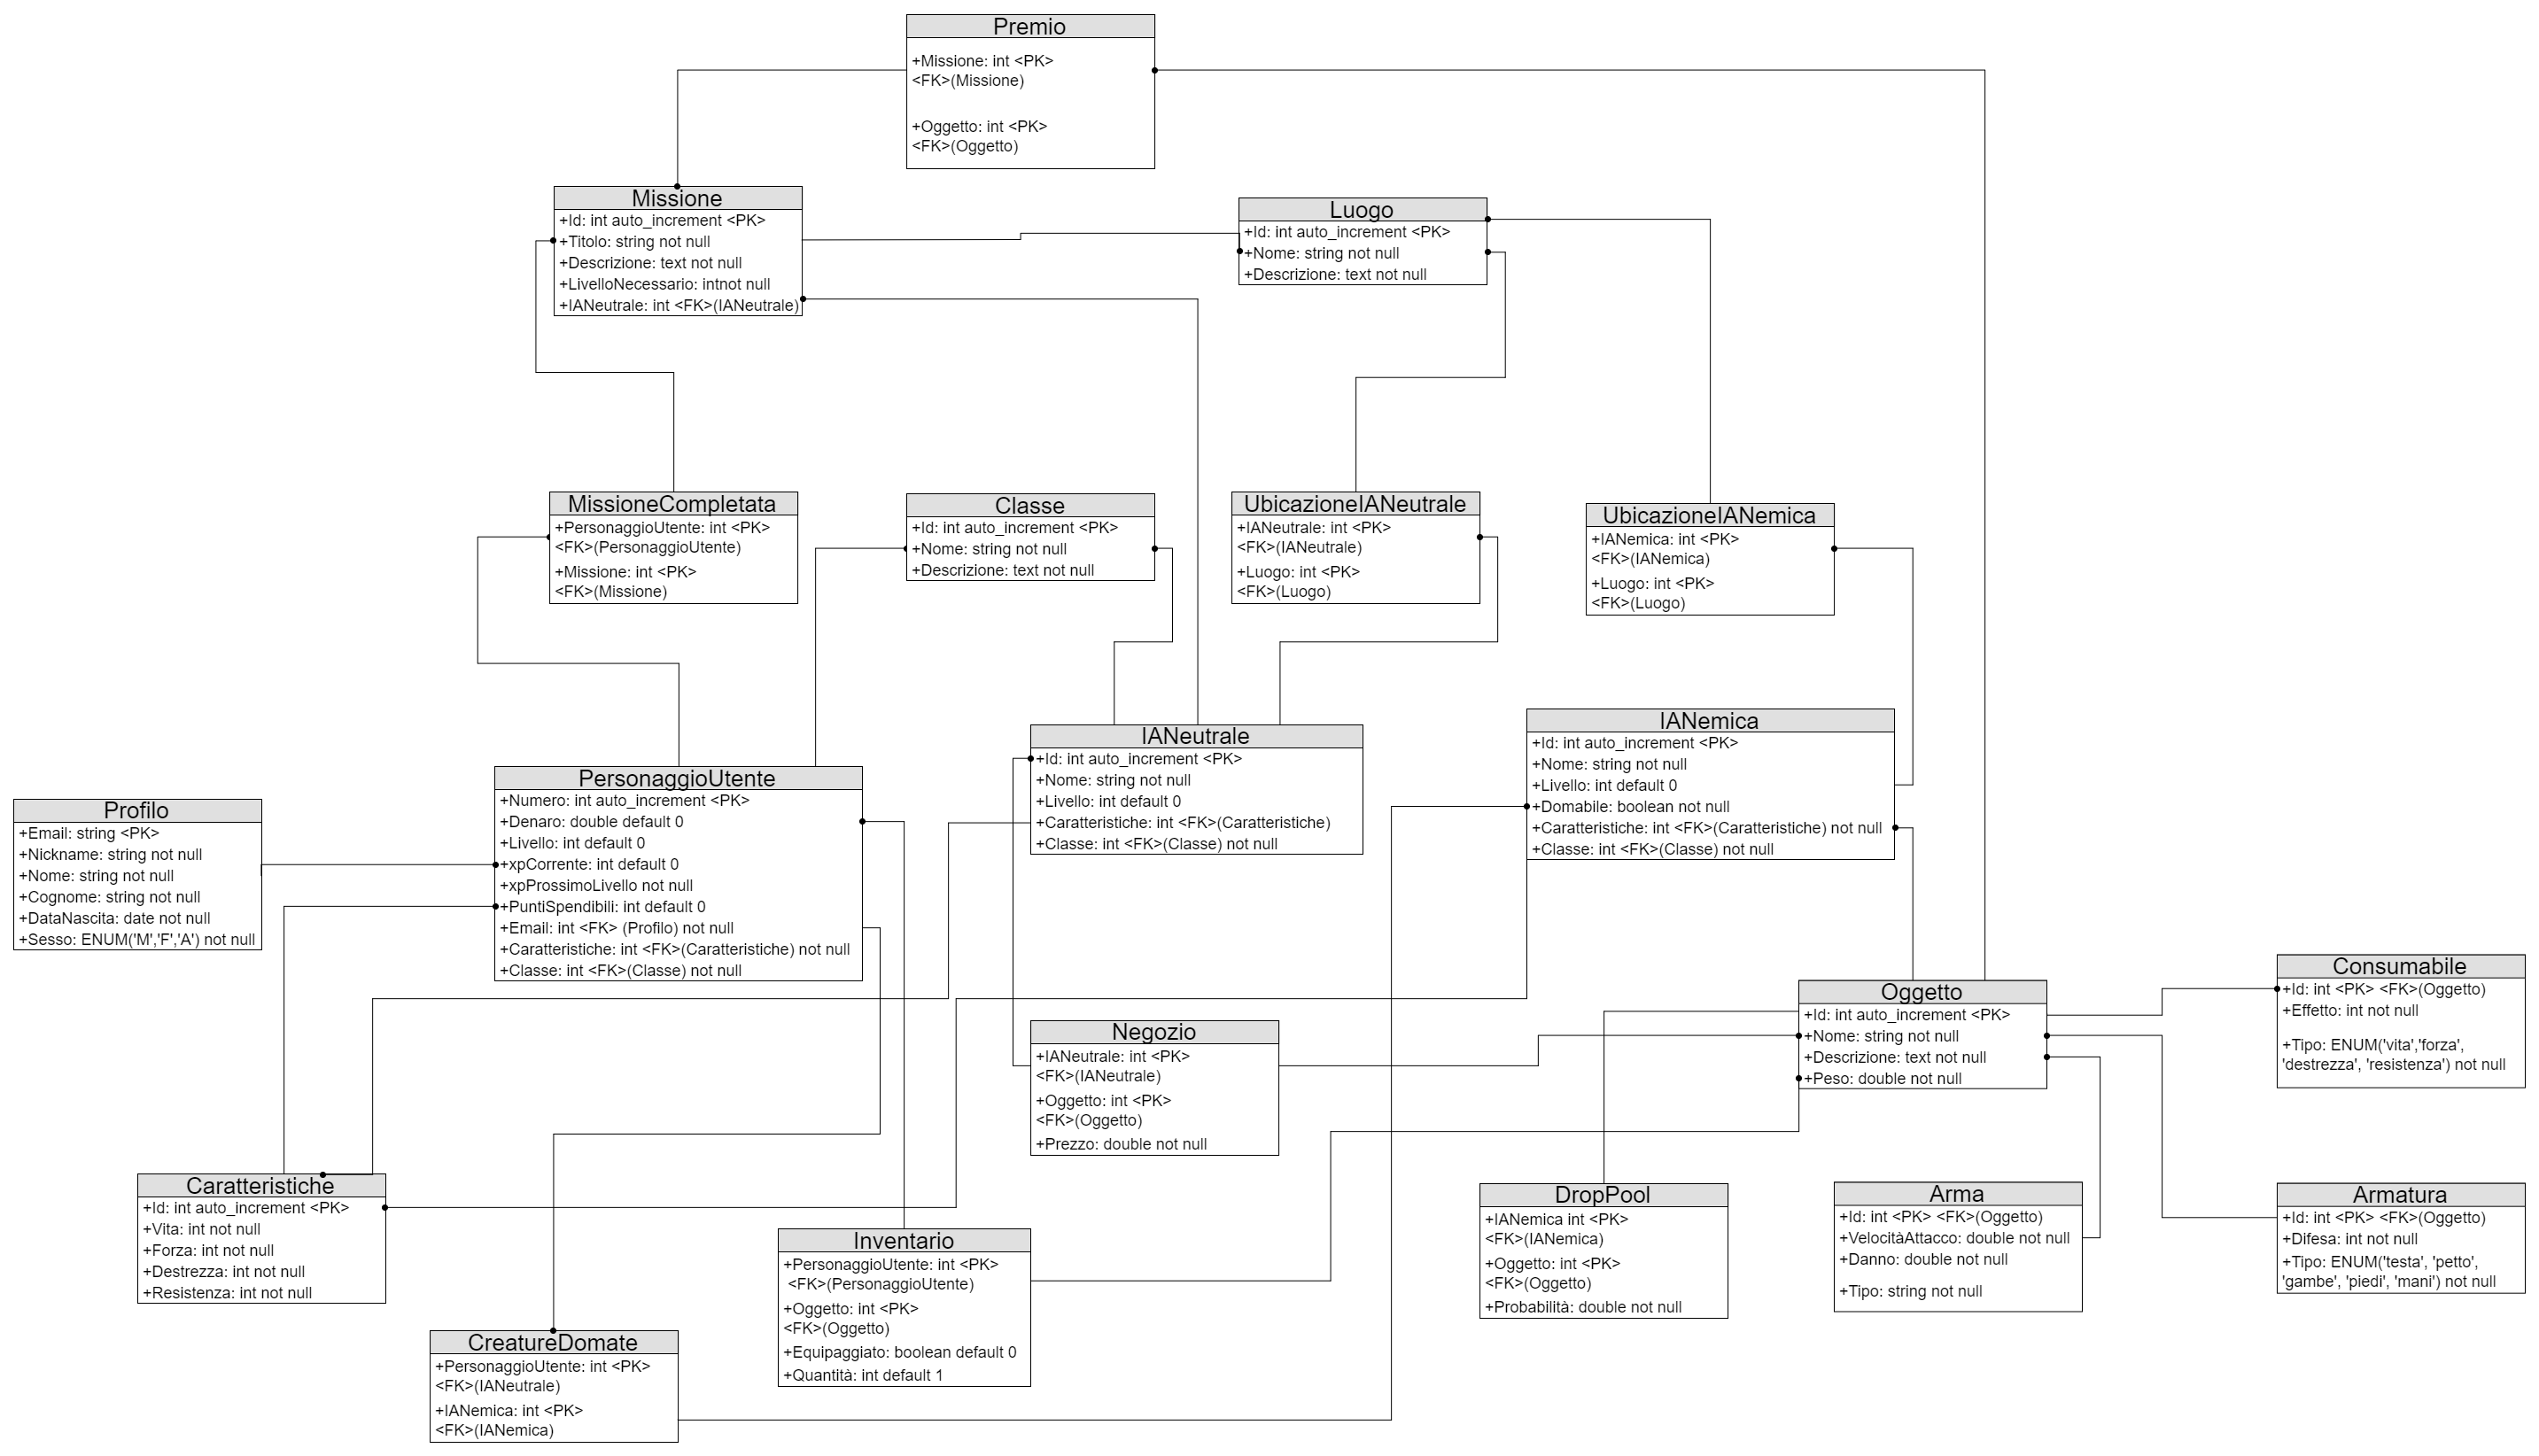 Premio
+Missione: int <PK>
<FK>(Missione)
+Oggetto: int <PK>
<FK>(Oggetto)
Missione
+Id: int auto_increment <PK>
+Titolo: string not null
+Descrizione: text not null
+LivelloNecessario: intnot null
+IANeutrale: int <FK>(IANeutrale)
Luogo
+Id: int auto_increment <PK>
+Nome: string not null
+Descrizione: text not null
MissioneCompletata
+PersonaggioUtente: int <PK>
<FK>(PersonaggioUtente)
+Missione: int <PK>
<FK>(Missione)
Classe
+Id: int auto_increment <PK>
+Nome: string not null
+Descrizione: text not null
UbicazioneIANeutrale
+IANeutrale: int <PK>
<FK>(IANeutrale)
+Luogo: int <PK>
<FK>(Luogo)
UbicazioneIANemica
+IANemica: int <PK>
<FK>(IANemica)
+Luogo: int <PK>
<FK>(Luogo)
Profilo
+Email: string <PK>
+Nickname: string not null
+Nome: string not null
+Cognome: string not null
+DataNascita: date not null
+Sesso: ENUM('M','F','A') not null
PersonaggioUtente
+Numero: int auto_increment <PK>
+Denaro: double default 0
+Livello: int default 0
+xpCorrente: int default 0
+xpProssimoLivello not null
+PuntiSpendibili: int default 0
+Email: int <FK> (Profilo) not null
+Caratteristiche: int <FK>(Caratteristiche) not null
+Classe: int <FK>(Classe) not null
IANeutrale
+Id: int auto_increment <PK>
+Nome: string not null
+Livello: int default 0
+Caratteristiche: int <FK>(Caratteristiche)
+Classe: int <FK>(Classe) not null
IANemica
+Id: int auto_increment <PK>
+Nome: string not null
+Livello: int default 0
+Domabile: boolean not null
+Caratteristiche: int <FK>(Caratteristiche) not null
+Classe: int <FK>(Classe) not null
Negozio
+IANeutrale: int <PK>
<FK>(IANeutrale)
+Oggetto: int <PK>
<FK>(Oggetto)
+Prezzo: double not null
Oggetto
+Id: int auto_increment <PK>
+Nome: string not null
+Descrizione: text not null
+Peso: double not null
Consumabile
+Id: int <PK> <FK>(Oggetto)
+Effetto: int not null
+Tipo: ENUM('vita','forza',
'destrezza', 'resistenza') not null
Caratteristiche
+Id: int auto_increment <PK>
+Vita: int not null
+Forza: int not null
+Destrezza: int not null
+Resistenza: int not null
Inventario
+PersonaggioUtente: int <PK>
<FK>(PersonaggioUtente)
+Oggetto: int <PK>
<FK>(Oggetto)
+Equipaggiato: boolean default 0
+Quantità: int default 1
DropPool
+IANemica int <PK>
<FK>(IANemica)
+Oggetto: int <PK>
<FK>(Oggetto)
+Probabilità: double not null
Arma
+Id: int <PK> <FK>(Oggetto)
+VelocitàAttacco: double not null
+Danno: double not null
+Tipo: string not null
Armatura
+Id: int <PK> <FK>(Oggetto)
+Difesa: int not null
+Tipo: ENUM('testa', 'petto',
'gambe', 'piedi', 'mani') not null
CreatureDomate
+PersonaggioUtente: int <PK>
<FK>(IANeutrale)
+IANemica: int <PK>
<FK>(IANemica)